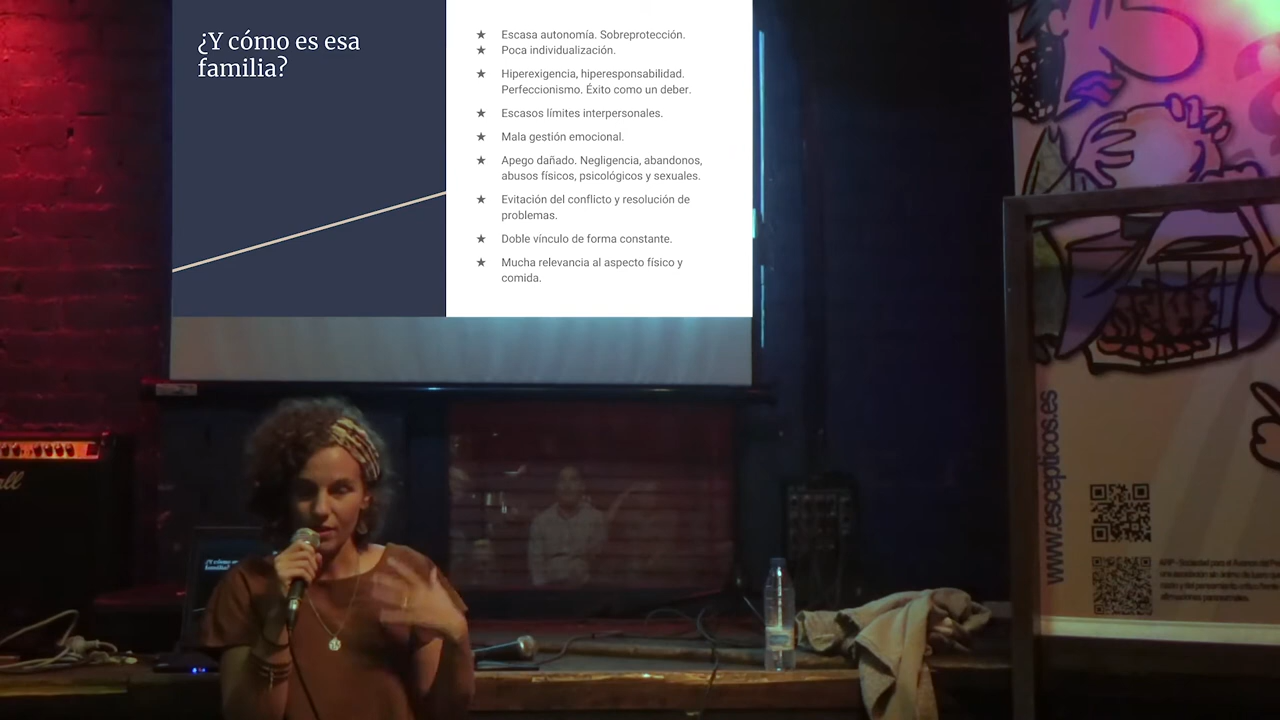 ¿Y cómo es esa
familia?
★ Escasa autonomía. Sobreprotección.
★ Poca individualización.
★ Hiperexigencia, hiperesponsabilidad.
Perfeccionismo. Éxito como un deber.
★ Escasos límites interpersonales.
★ Mala gestión emocional.
★ Apego dañado. Negligencia, abandonos,
abusos físicos, psicológicos y sexuales.
★ Evitación del conflicto y resolución de
problemas.
★ Doble vínculo de forma constante.
★ Mucha relevancia al aspecto físico y
comida.
www.escepticos.es